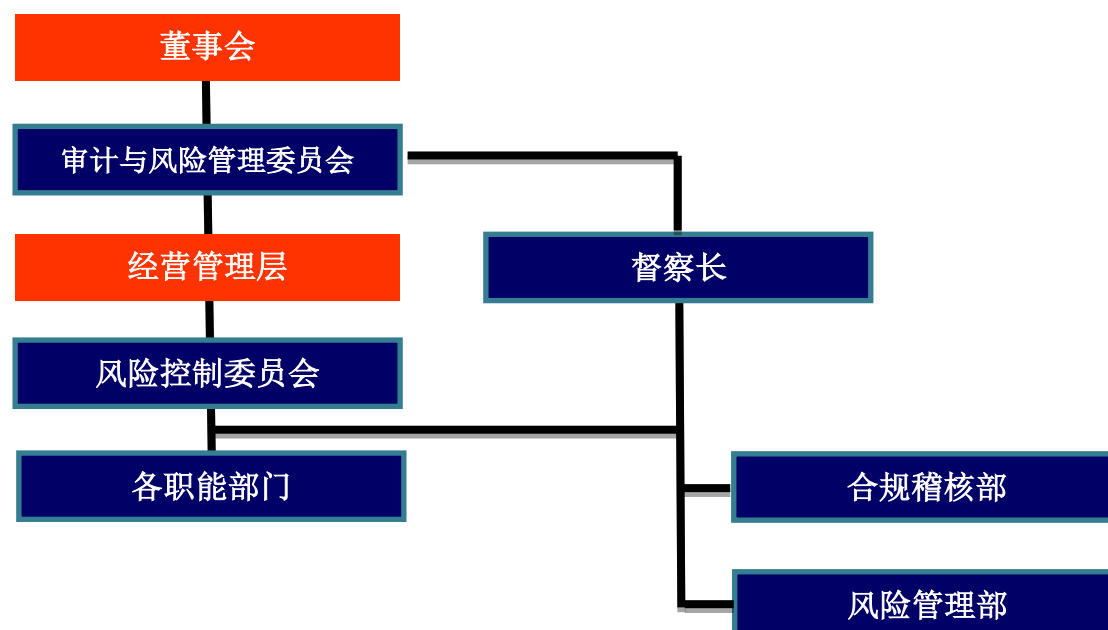 董事会
审计与风险管理委员会
经营管理层
督察长
风险控制委员会
各职能部门
合规稽核部
风险管理部